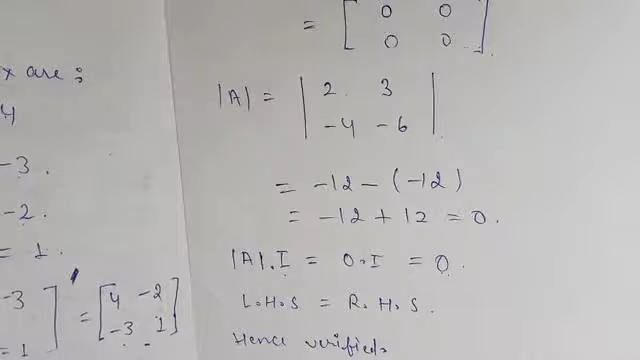 x are :
4
-3.
-2.
= 1.
-3
= 1 ] = [ 4 -2
-3 1 ]
= [ 0 0
0 0 ].
|A| = | 2. 3
-4 -6 |.
= -12 - (-12)
= -12 + 12 = 0.
|A|. I = 0.I = 0.
L.H.S = R.H.S.
Hence verified.